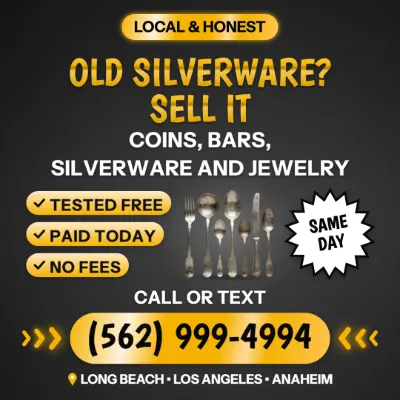 LOCAL & HONEST
OLD SILVERWARE?
SELL IT
COINS, BARS,
SILVERWARE AND JEWELRY
✓ TESTED FREE
✓ PAID TODAY
✓ NO FEES
SAME
DAY
CALL OR TEXT
(562) 999-4994
LONG BEACH • LOS ANGELES • ANAHEIM